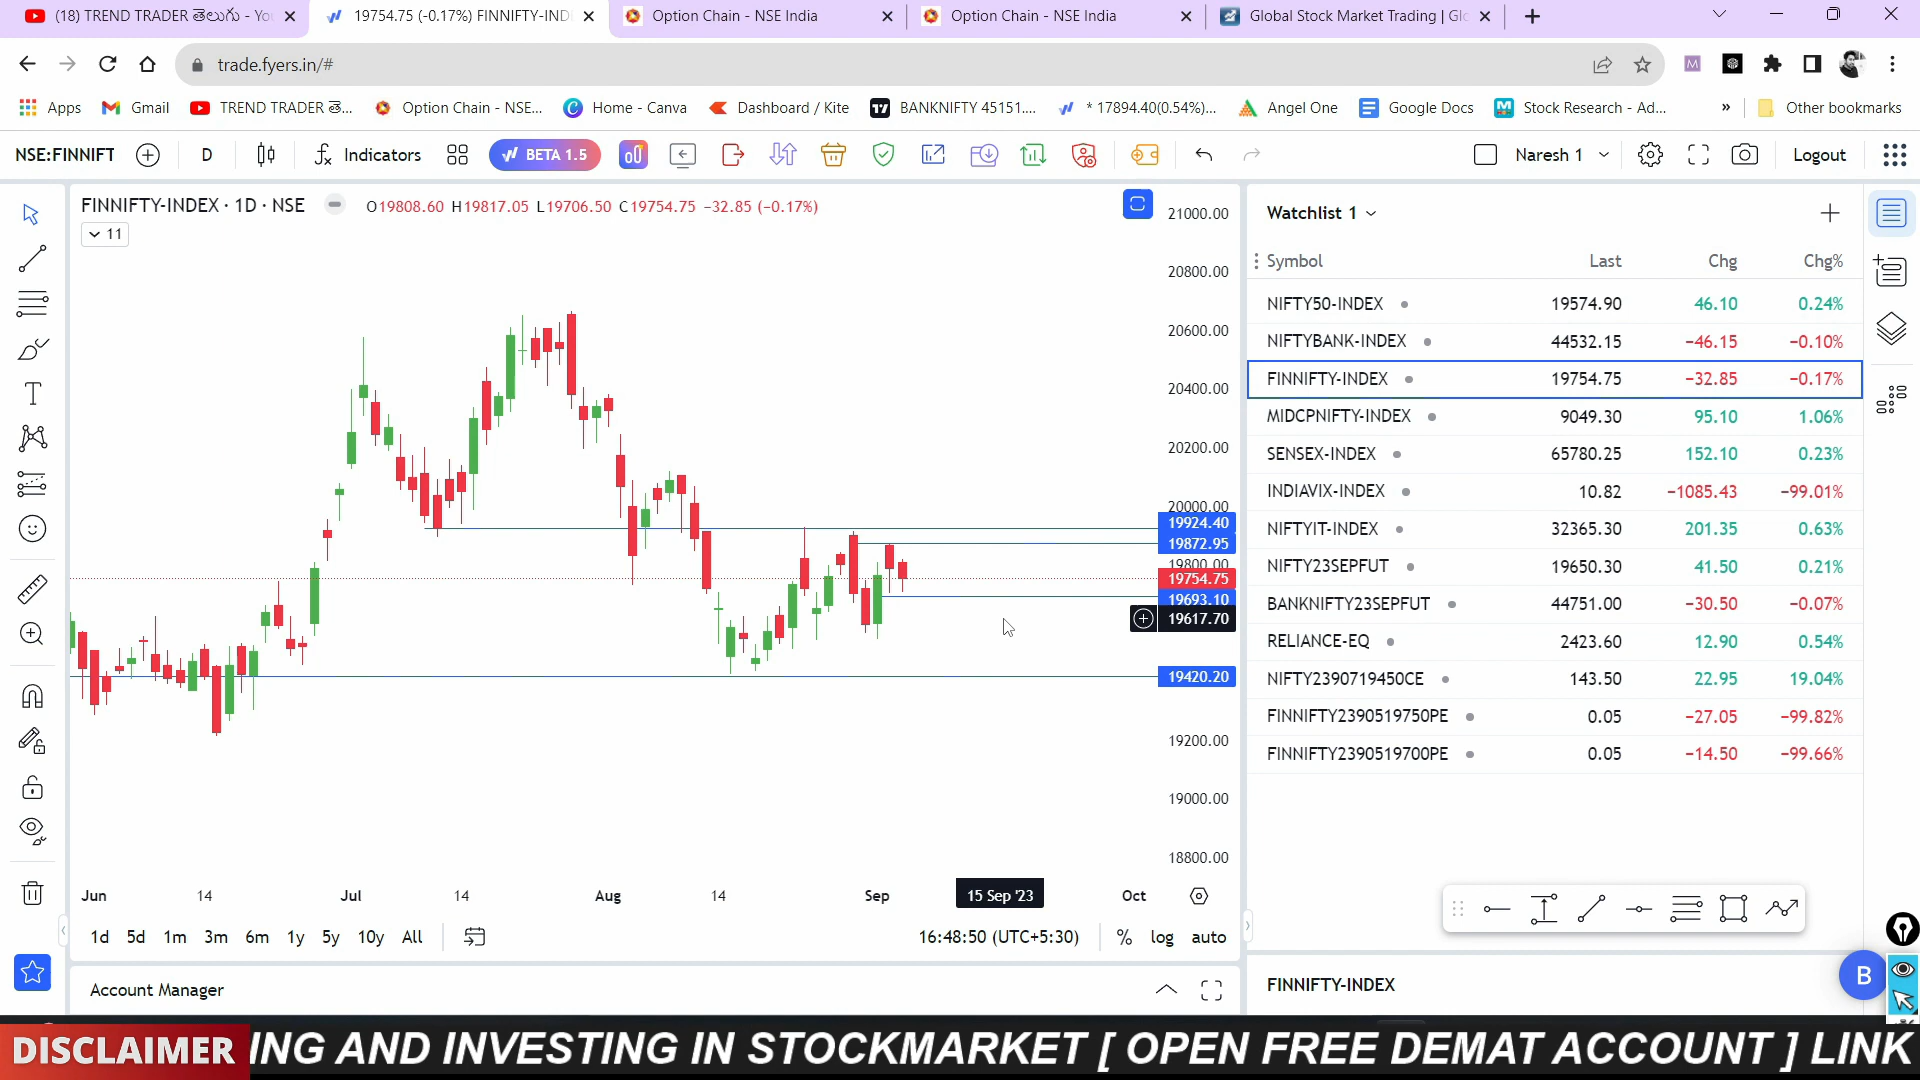 (18) TREND TRADER తెలుగు - Yo
19754.75 (-0.17%) FINNIFTY-IND
Option Chain - NSE India
Option Chain - NSE India
Global Stock Market Trading | Glo
trade.fyers.in/#
Apps
Gmail
TREND TRADER తె...
Option Chain - NSE...
Home - Canva
Dashboard / Kite
BANKNIFTY 45151....
* 17894.40(0.54%)...
Angel One
Google Docs
Stock Research - Ad...
»
Other bookmarks
NSE:FINNIFT
D
Indicators
BETA 1.5
Naresh 1
Logout
FINNIFTY-INDEX · 1D · NSE
O19808.60 H19817.05 L19706.50 C19754.75 −32.85 (−0.17%)
11
21000.00
20800.00
20600.00
20400.00
20200.00
20000.00
19924.40
19872.95
19800.00
19754.75
19693.10
19617.70
19420.20
19200.00
19000.00
18800.00
Jun 14 Jul 14 Aug 14 Sep 15 Sep '23 Oct
1d 5d 1m 3m 6m 1y 5y 10y All
16:48:50 (UTC+5:30) % log auto
Account Manager
Watchlist 1
Symbol Last Chg Chg%
NIFTY50-INDEX 19574.90 46.10 0.24%
NIFTYBANK-INDEX 44532.15 −46.15 −0.10%
FINNIFTY-INDEX 19754.75 −32.85 −0.17%
MIDCPNIFTY-INDEX 9049.30 95.10 1.06%
SENSEX-INDEX 65780.25 152.10 0.23%
INDIAVIX-INDEX 10.82 −1085.43 −99.01%
NIFTYIT-INDEX 32365.30 201.35 0.63%
NIFTY23SEPFUT 19650.30 41.50 0.21%
BANKNIFTY23SEPFUT 44751.00 −30.50 −0.07%
RELIANCE-EQ 2423.60 12.90 0.54%
NIFTY2390719450CE 143.50 22.95 19.04%
FINNIFTY2390519750PE 0.05 −27.05 −99.82%
FINNIFTY2390519700PE 0.05 −14.50 −99.66%
FINNIFTY-INDEX
B
DISCLAIMER
ING AND INVESTING IN STOCKMARKET [ OPEN FREE DEMAT ACCOUNT ] LINK